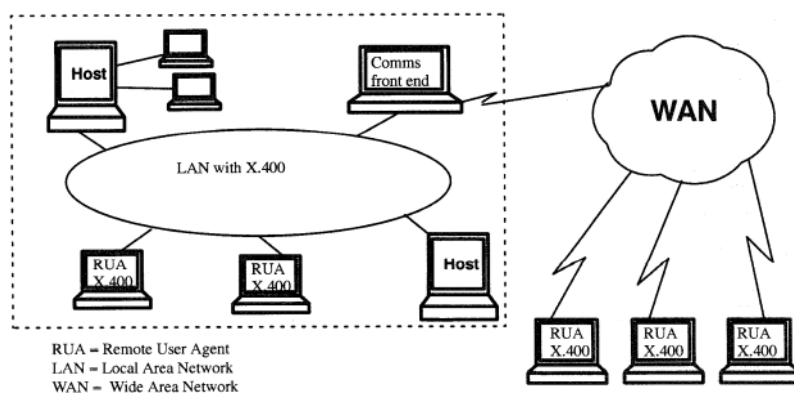 Host
Comms
front end
WAN
LAN with X.400
RUA
X.400
RUA
X.400
Host
RUA
X.400
RUA
X.400
RUA
X.400
RUA = Remote User Agent
LAN = Local Area Network
WAN = Wide Area Network